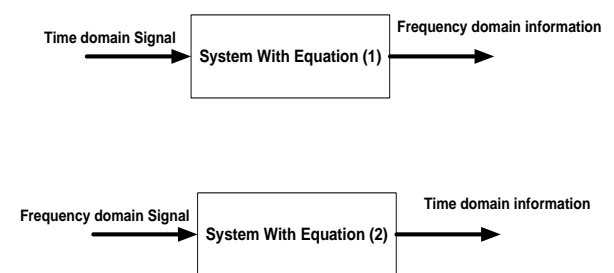 Time domain Signal
System With Equation (1)
Frequency domain information
Frequency domain Signal
System With Equation (2)
Time domain information